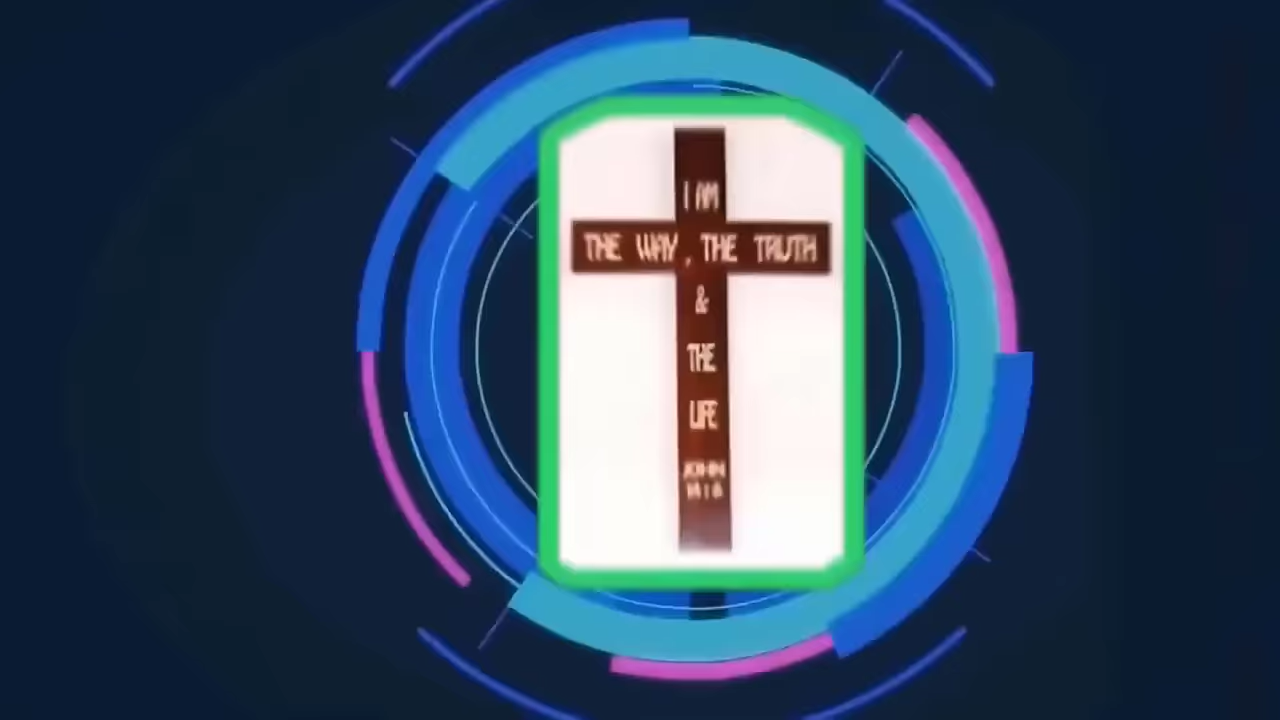 I AM
THE WAY, THE TRUTH
&
THE
LIFE
JOHN